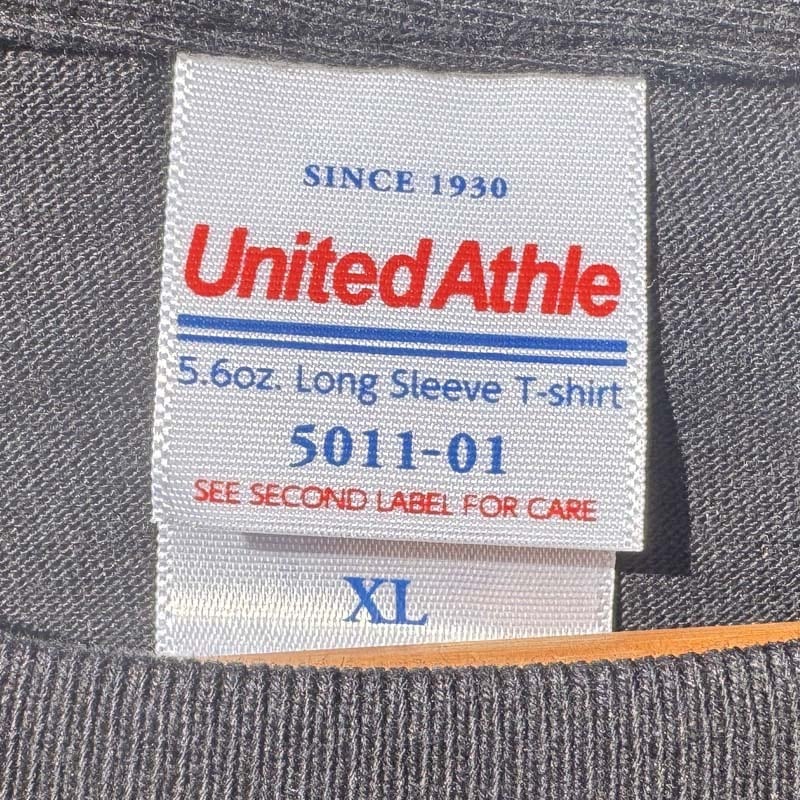 SINCE 1930
United Athle
5.6oz. Long Sleeve T-shirt
5011-01
SEE SECOND LABEL FOR CARE
XL